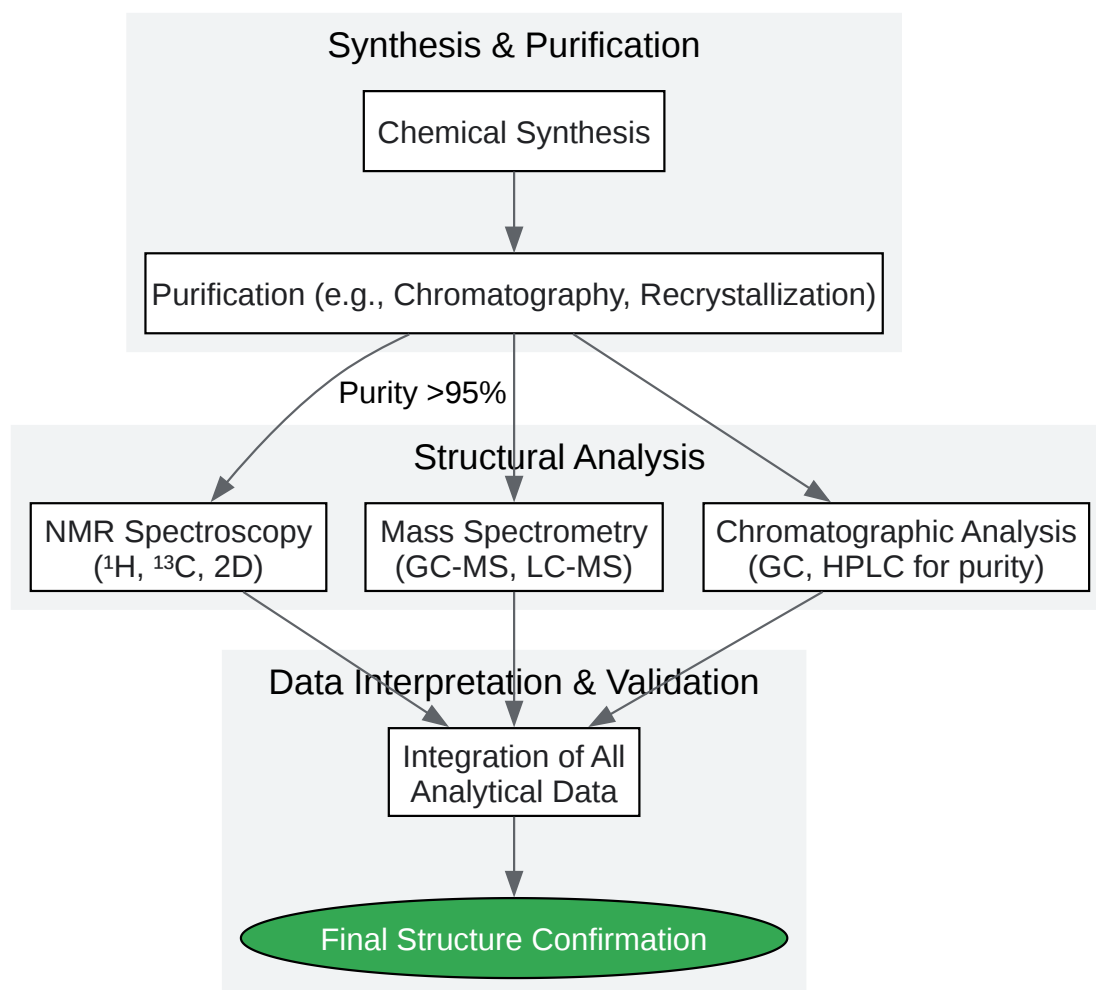 Synthesis & Purification
Chemical Synthesis
Purification (e.g., Chromatography, Recrystallization)
Purity >95%
Structural Analysis
NMR Spectroscopy
(¹H, ¹³C, 2D)
Mass Spectrometry
(GC-MS, LC-MS)
Chromatographic Analysis
(GC, HPLC for purity)
Data Interpretation & Validation
Integration of All
Analytical Data
Final Structure Confirmation